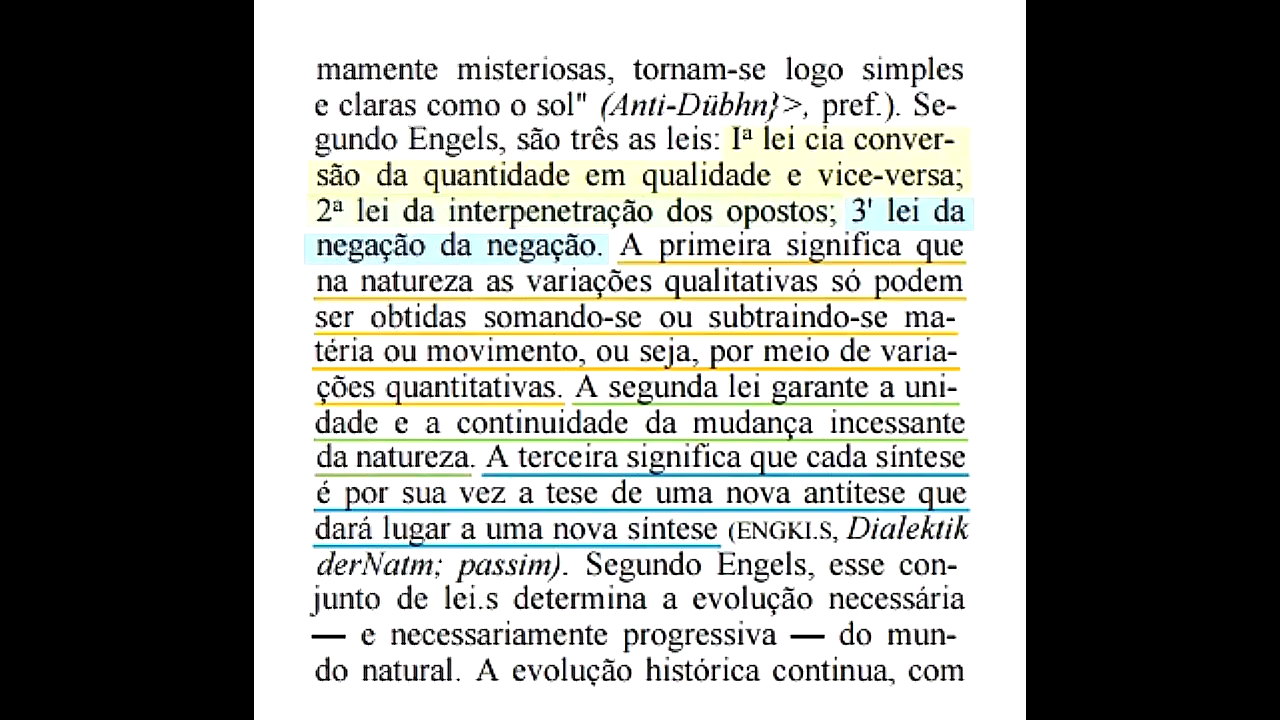 mamente misteriosas, tornam-se logo simples
e claras como o sol" (Anti-Dübhn}>, pref.). Se-
gundo Engels, são três as leis: Iª lei cia conver-
são da quantidade em qualidade e vice-versa;
2ª lei da interpenetração dos opostos; 3' lei da
negação da negação. A primeira significa que
na natureza as variações qualitativas só podem
ser obtidas somando-se ou subtraindo-se ma-
téria ou movimento, ou seja, por meio de varia-
ções quantitativas. A segunda lei garante a uni-
dade e a continuidade da mudança incessante
da natureza. A terceira significa que cada síntese
é por sua vez a tese de uma nova antítese que
dará lugar a uma nova síntese (ENGKI.S, Dialektik
derNatm; passim). Segundo Engels, esse con-
junto de lei.s determina a evolução necessária
— e necessariamente progressiva — do mun-
do natural. A evolução histórica continua, com